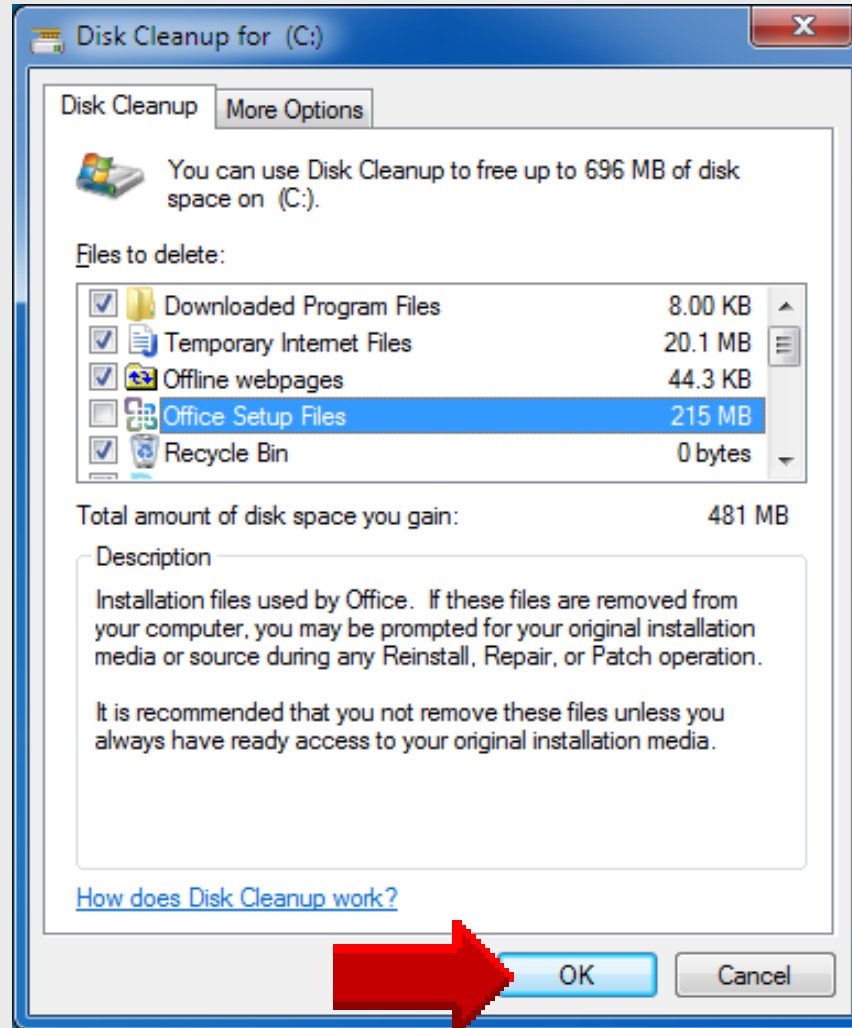 Disk Cleanup for (C:)
Disk Cleanup
More Options
You can use Disk Cleanup to free up to 696 MB of disk
space on (C:).
Files to delete:
Downloaded Program Files 8.00 KB
Temporary Internet Files 20.1 MB
Offline webpages 44.3 KB
Office Setup Files 215 MB
Recycle Bin 0 bytes
Total amount of disk space you gain: 481 MB
Description
Installation files used by Office. If these files are removed from
your computer, you may be prompted for your original installation
media or source during any Reinstall, Repair, or Patch operation.
It is recommended that you not remove these files unless you
always have ready access to your original installation media.
How does Disk Cleanup work?
OK Cancel